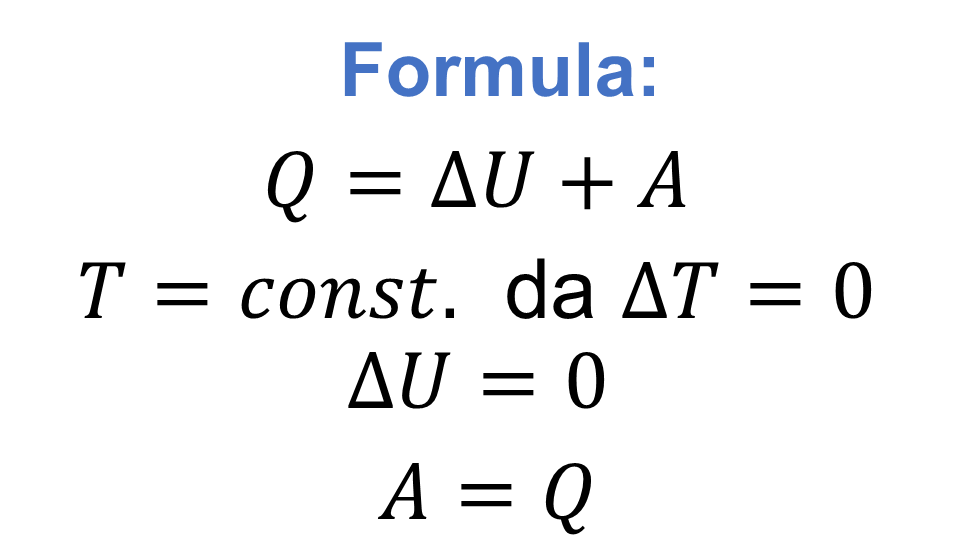 Formula:
Q = ΔU + A
T = const. da ΔT = 0
ΔU = 0
A = Q